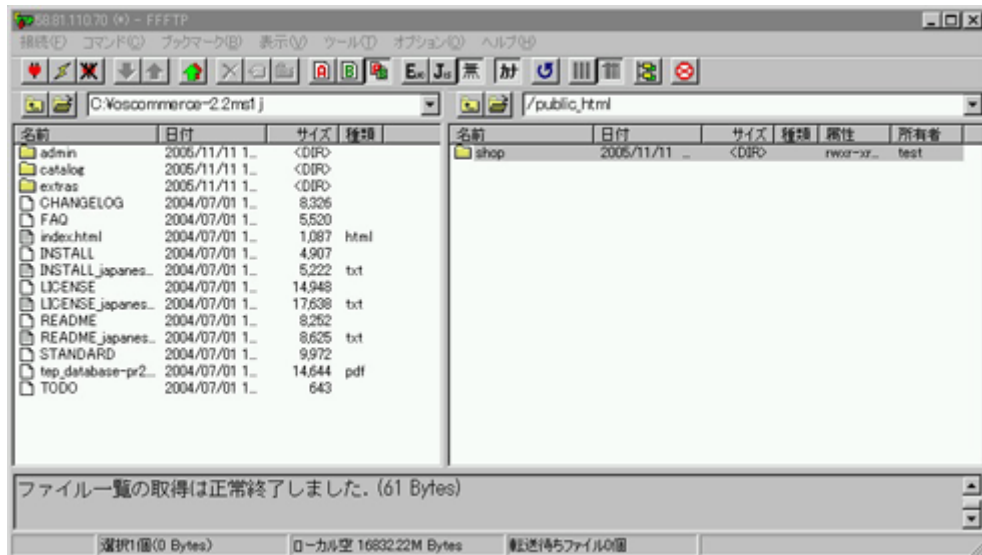 58.81.110.70 (*) - FFFTP
接続(F) コマンド(C) ブックマーク(B) 表示(V) ツール(T) オプション(O) ヘルプ(H)
A B Euc Jis 無 カナ
C:¥oscommerce-2.2ms1j /public_html
名前 日付 サイズ 種類 名前 日付 サイズ 種類 属性 所有者
admin 2005/11/11 1... <DIR> shop 2005/11/11 ... <DIR> rwxr-xr... test
catalog 2005/11/11 1... <DIR>
extras 2005/11/11 1... <DIR>
CHANGELOG 2004/07/01 1... 8,326
FAQ 2004/07/01 1... 5,520
index.html 2004/07/01 1... 1,087 html
INSTALL 2004/07/01 1... 4,907
INSTALL_japanes... 2004/07/01 1... 5,222 txt
LICENSE 2004/07/01 1... 14,948
LICENSE_japanes... 2004/07/01 1... 17,638 txt
README 2004/07/01 1... 8,252
README_japanes... 2004/07/01 1... 8,625 txt
STANDARD 2004/07/01 1... 9,972
tep_database-pr2... 2004/07/01 1... 14,644 pdf
TODO 2004/07/01 1... 643
ファイル一覧の取得は正常終了しました. (61 Bytes)
選択1個(0 Bytes) ローカル空 16832.22M Bytes 転送待ちファイル0個